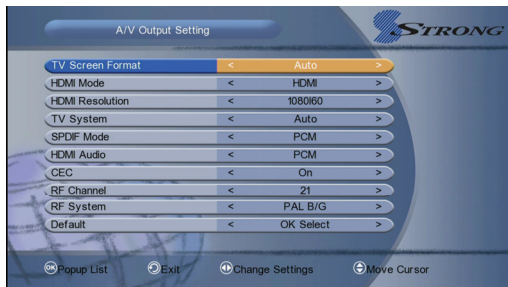 A/V Output Setting
STRONG
TV Screen Format < Auto >
HDMI Mode < HDMI >
HDMI Resolution < 1080I60 >
TV System < Auto >
SPDIF Mode < PCM >
HDMI Audio < PCM >
CEC < On >
RF Channel < 21 >
RF System < PAL B/G >
Default < OK Select >
OK Popup List Exit Change Settings Move Cursor